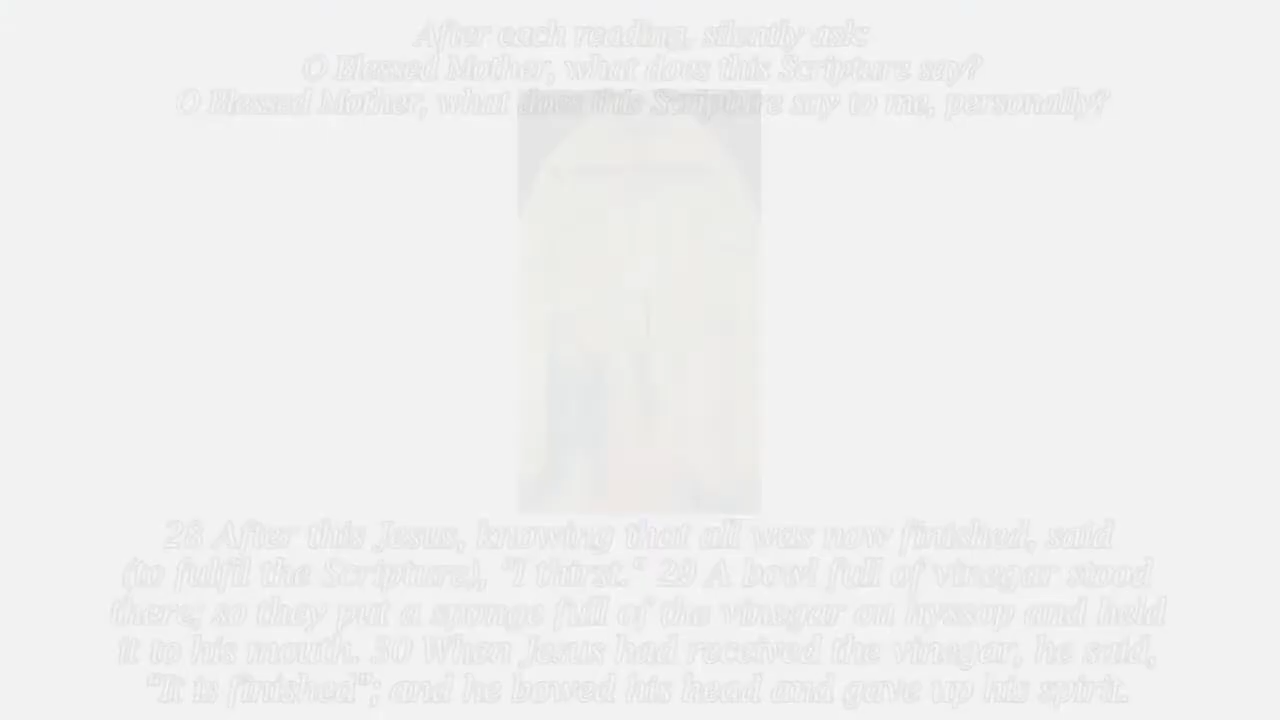 After each reading, silently ask:
O Blessed Mother, what does this Scripture say?
O Blessed Mother, what does this Scripture say to me, personally?
28 After this Jesus, knowing that all was now finished, said
(to fulfil the Scripture), "I thirst." 29 A bowl full of vinegar stood
there; so they put a sponge full of the vinegar on hyssop and held
it to his mouth. 30 When Jesus had received the vinegar, he said,
"It is finished"; and he bowed his head and gave up his spirit.